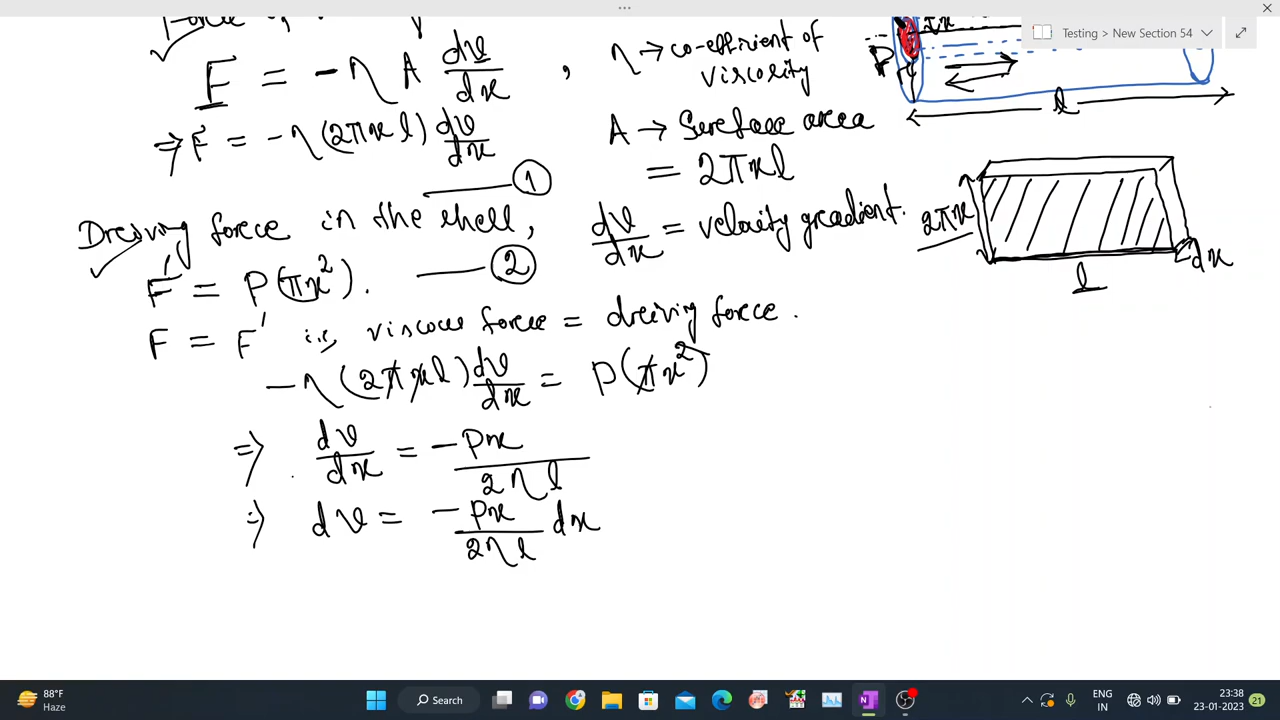 Testing > New Section 54
F = -η A dv/dx , η → co-efficient of viscosity
⇒ F = -η (2πxl) dv/dx
A → Surface area
= 2πxl
①
Driving force in the shell,
dv/dx = velocity gradient.
F' = P(πx²). ②
F = F' i.e, viscous force = driving force.
-η (2πxl) dv/dx = P(πx²)
⇒ dv/dx = -Px/2ηl
⇒ dv = -Px/2ηl dx
P
l
2πx
l
dx
88°F
Haze
Search
ENG
IN
23:38
23-01-2023
21